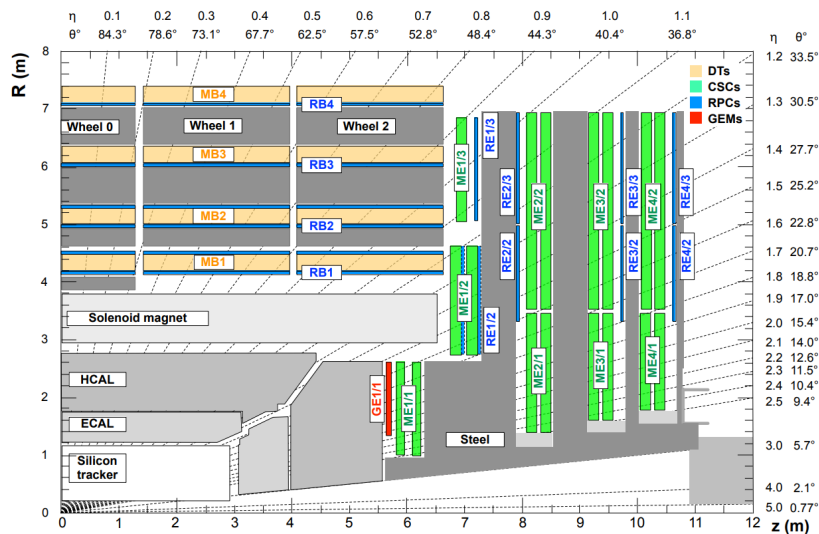 η 0.1 0.2 0.3 0.4 0.5 0.6 0.7 0.8 0.9 1.0 1.1 η θ°
θ° 84.3° 78.6° 73.1° 67.7° 62.5° 57.5° 52.8° 48.4° 44.3° 40.4° 36.8°
R (m)
8
7
6
5
4
3
2
1
0
1.2 33.5°
1.3 30.5°
1.4 27.7°
1.5 25.2°
1.6 22.8°
1.7 20.7°
1.8 18.8°
1.9 17.0°
2.0 15.4°
2.1 14.0°
2.2 12.6°
2.3 11.5°
2.4 10.4°
2.5 9.4°
3.0 5.7°
4.0 2.1°
5.0 0.77°
DTs
CSCs
RPCs
GEMs
MB4
RB4
Wheel 0
Wheel 1
Wheel 2
MB3
RB3
MB2
RB2
MB1
RB1
Solenoid magnet
HCAL
ECAL
Silicon
tracker
Steel
GE1/1
ME1/1
ME1/2
ME1/3
RE1/2
RE1/3
RE2/2
RE2/3
ME2/1
ME2/2
ME3/1
ME3/2
RE3/2
RE3/3
ME4/1
ME4/2
RE4/2
RE4/3
0 1 2 3 4 5 6 7 8 9 10 11 12
z (m)